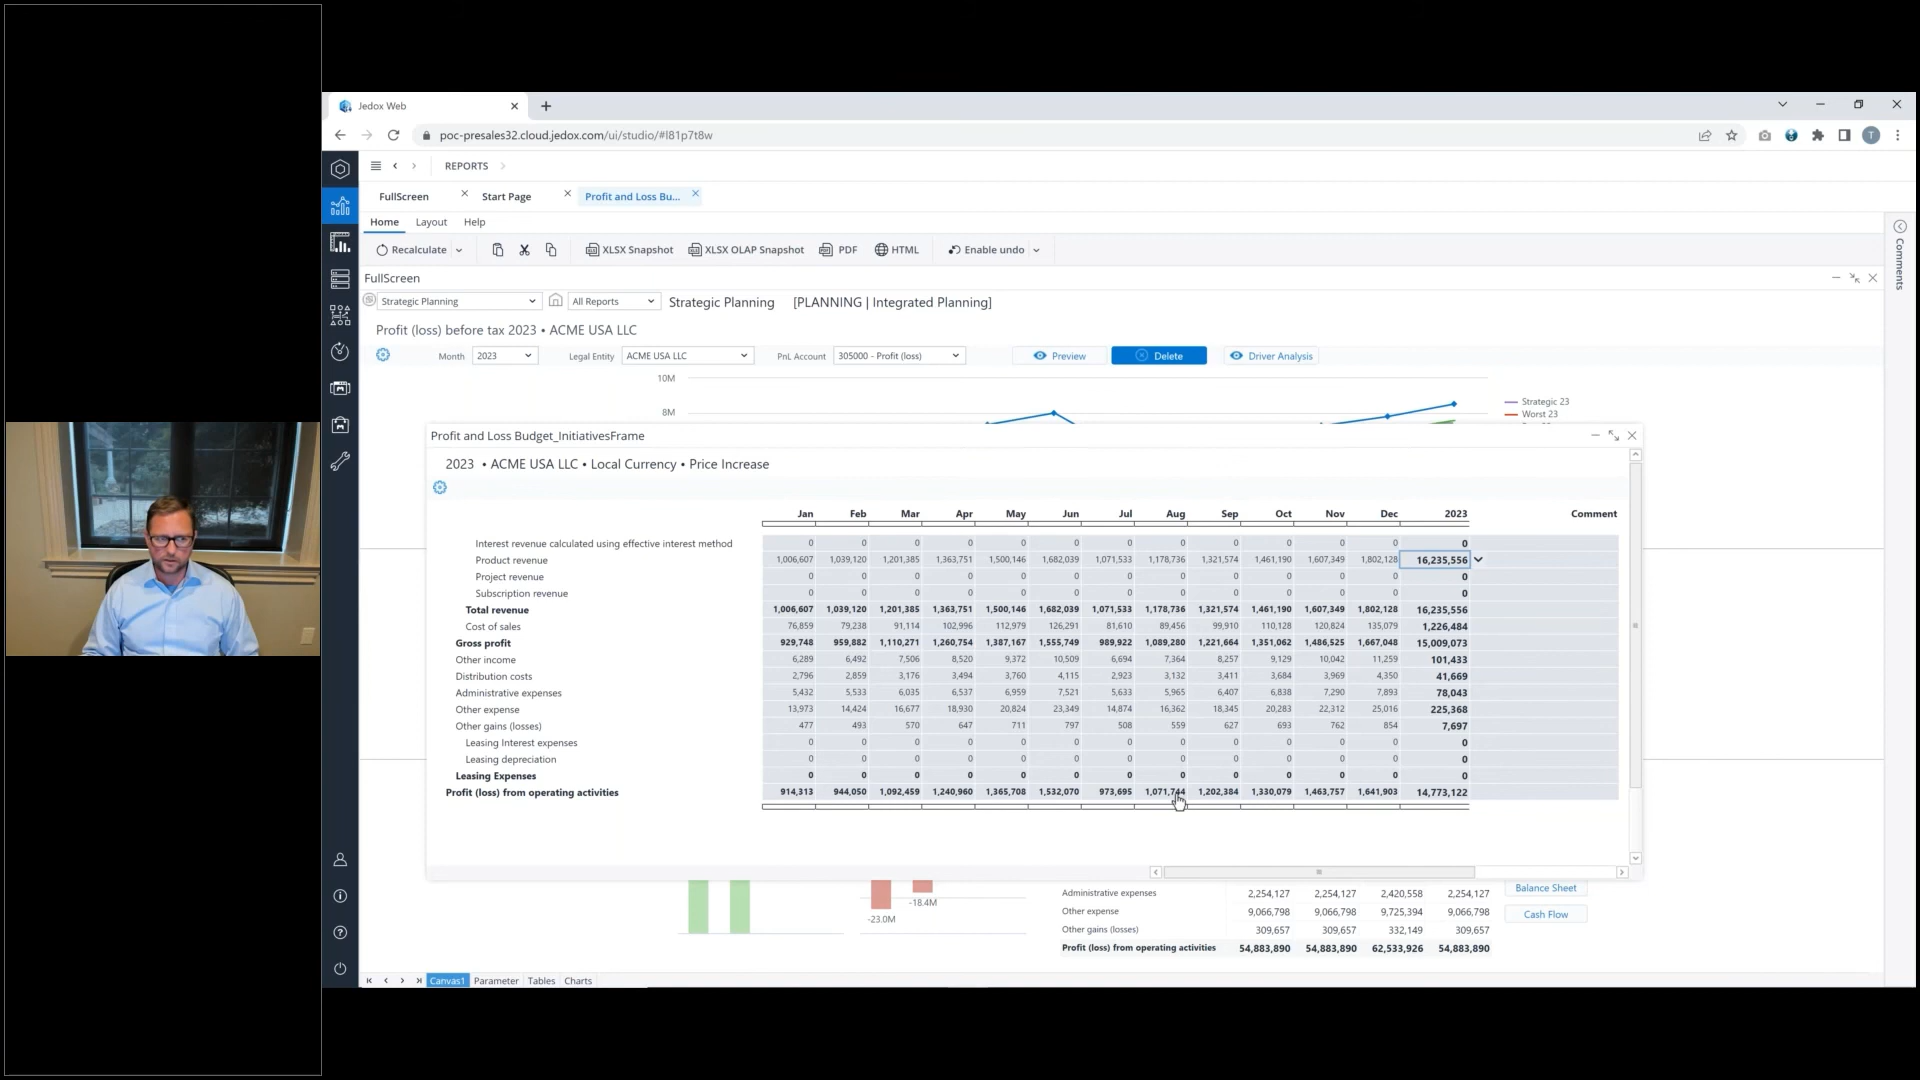 Jedox Web
poc-presales32.cloud.jedox.com/ui/studio/#l81p7t8w
T
REPORTS
FullScreen
Start Page
Profit and Loss Bu...
Home Layout Help
Recalculate
XLSX Snapshot
XLSX OLAP Snapshot
PDF
HTML
Enable undo
Comments
FullScreen
Strategic Planning
All Reports
Strategic Planning [PLANNING | Integrated Planning]
Profit (loss) before tax 2023 • ACME USA LLC
Month 2023 Legal Entity ACME USA LLC PnL Account 305000 - Profit (loss) Preview Delete Driver Analysis
10M
8M
Strategic 23
Worst 23
Profit and Loss Budget_InitiativesFrame
2023 • ACME USA LLC • Local Currency • Price Increase
Jan Feb Mar Apr May Jun Jul Aug Sep Oct Nov Dec 2023 Comment
Interest revenue calculated using effective interest method 0 0 0 0 0 0 0 0 0 0 0 0 0
Product revenue 1,006,607 1,039,120 1,201,385 1,363,751 1,500,146 1,682,039 1,071,533 1,178,736 1,321,574 1,461,190 1,607,349 1,802,128 16,235,556
Project revenue 0 0 0 0 0 0 0 0 0 0 0 0 0
Subscription revenue 0 0 0 0 0 0 0 0 0 0 0 0 0
Total revenue 1,006,607 1,039,120 1,201,385 1,363,751 1,500,146 1,682,039 1,071,533 1,178,736 1,321,574 1,461,190 1,607,349 1,802,128 16,235,556
Cost of sales 76,859 79,238 91,114 102,996 112,979 126,291 81,610 89,456 99,910 110,128 120,824 135,079 1,226,484
Gross profit 929,748 959,882 1,110,271 1,260,754 1,387,167 1,555,749 989,922 1,089,280 1,221,664 1,351,062 1,486,525 1,667,048 15,009,073
Other income 6,289 6,492 7,506 8,520 9,372 10,509 6,694 7,364 8,257 9,129 10,042 11,259 101,433
Distribution costs 2,796 2,859 3,176 3,494 3,760 4,115 2,923 3,132 3,411 3,684 3,969 4,350 41,669
Administrative expenses 5,432 5,533 6,035 6,537 6,959 7,521 5,633 5,965 6,407 6,838 7,290 7,893 78,043
Other expense 13,973 14,424 16,677 18,930 20,824 23,349 14,874 16,362 18,345 20,283 22,312 25,016 225,368
Other gains (losses) 477 493 570 647 711 797 508 559 627 693 762 854 7,697
Leasing Interest expenses 0 0 0 0 0 0 0 0 0 0 0 0 0
Leasing depreciation 0 0 0 0 0 0 0 0 0 0 0 0 0
Leasing Expenses 0 0 0 0 0 0 0 0 0 0 0 0 0
Profit (loss) from operating activities 914,313 944,050 1,092,459 1,240,960 1,365,708 1,532,070 973,695 1,071,744 1,202,384 1,330,079 1,463,757 1,641,903 14,773,122
-18.4M
-23.0M
Administrative expenses 2,254,127 2,254,127 2,420,558 2,254,127
Other expense 9,066,798 9,066,798 9,725,394 9,066,798
Other gains (losses) 309,657 309,657 332,149 309,657
Profit (loss) from operating activities 54,883,890 54,883,890 62,533,926 54,883,890
Balance Sheet
Cash Flow
Canvas1 Parameter Tables Charts